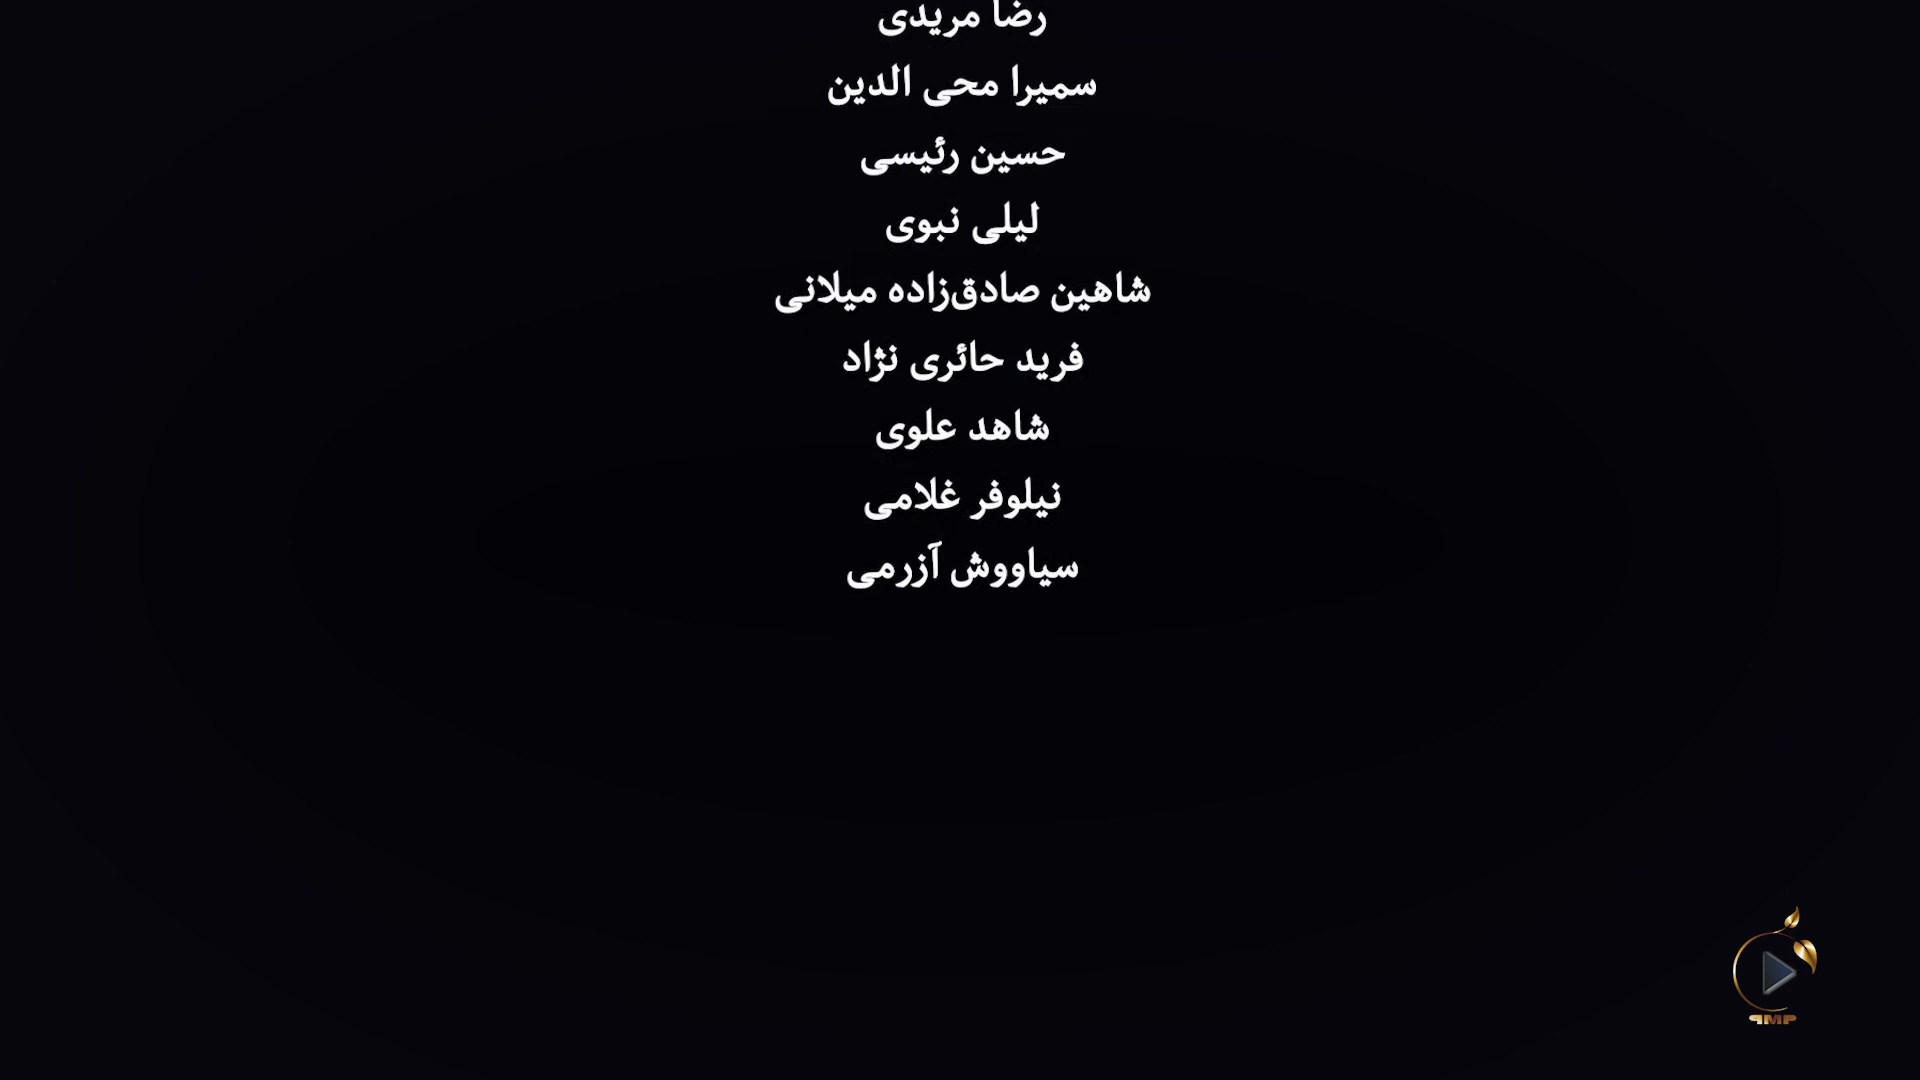 رضا مریدی
سمیرا محی الدین
حسین رئیسی
لیلی نبوی
شاهین صادق‌زاده میلانی
فرید حائری نژاد
شاهد علوی
نیلوفر غلامی
سیاووش آزرمی
PMP